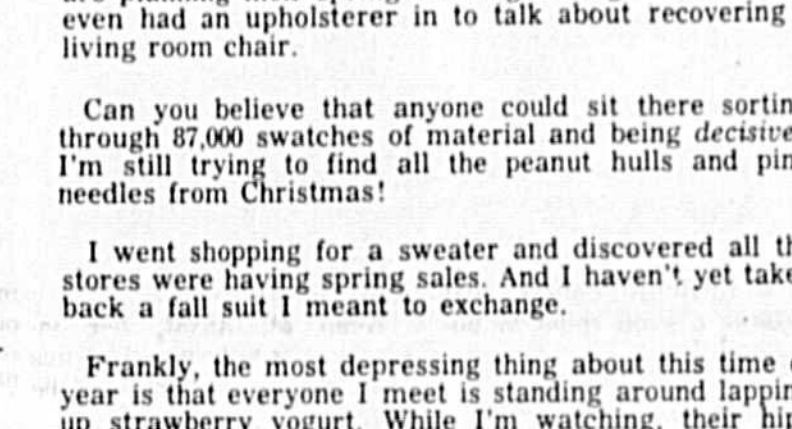 even had an upholsterer in to talk about recovering
living room chair.
Can you believe that anyone could sit there sortin
through 87,000 swatches of material and being decisive
I'm still trying to find all the peanut hulls and pin
needles from Christmas!
I went shopping for a sweater and discovered all th
stores were having spring sales. And I haven't yet take
back a fall suit I meant to exchange.
Frankly, the most depressing thing about this time
year is that everyone I meet is standing around lappin
up strawberry yogurt. While I'm watching, their hip